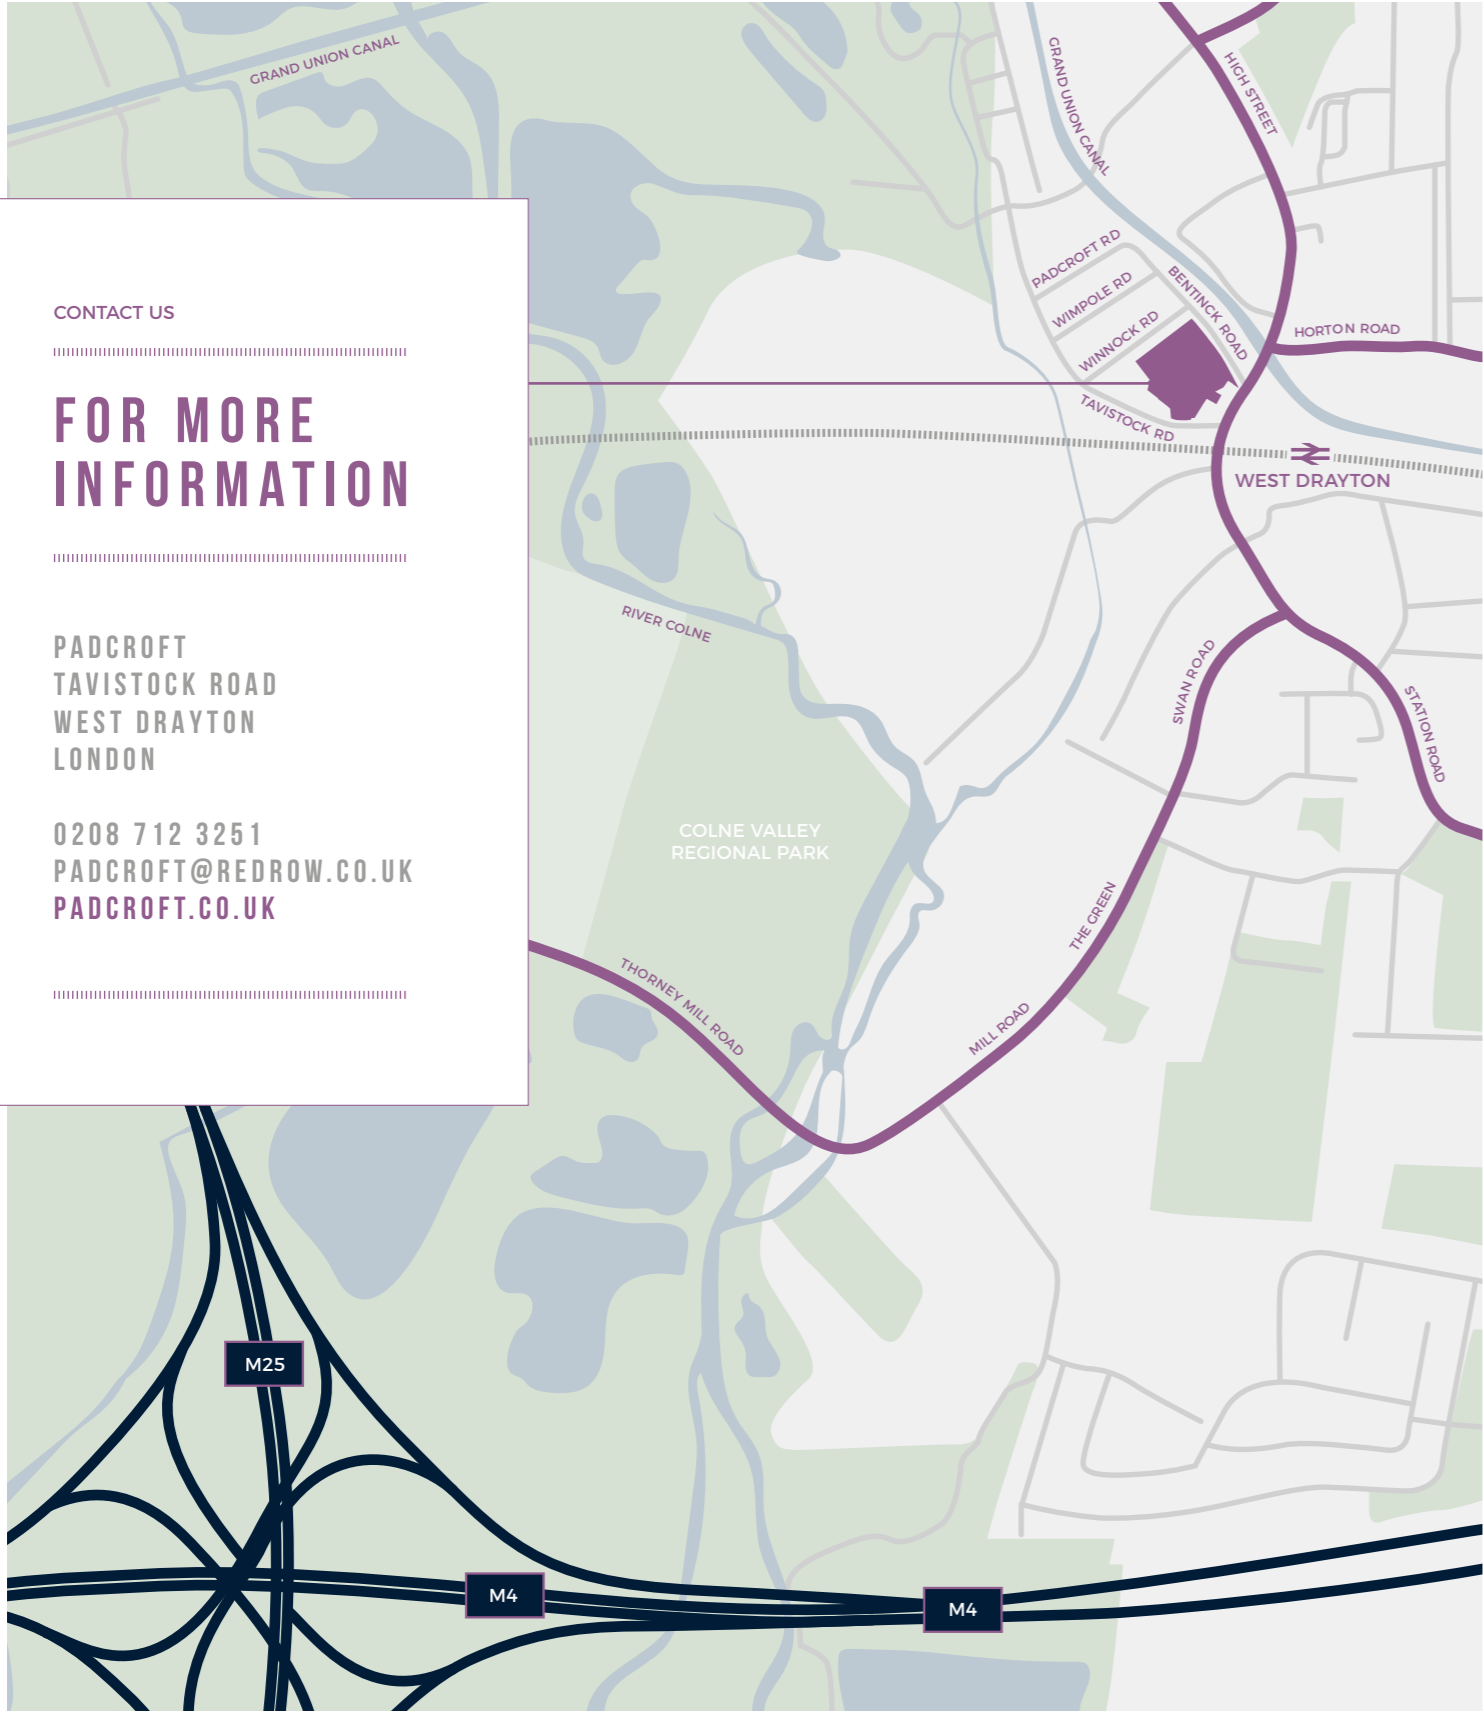 GRAND UNION CANAL
GRAND UNION CANAL
HIGH STREET
PADCROFT RD
WIMPOLE RD
WINNOCK RD
BENTINCK ROAD
HORTON ROAD
TAVISTOCK RD
WEST DRAYTON
CONTACT US
FOR MORE
INFORMATION
PADCROFT
TAVISTOCK ROAD
WEST DRAYTON
LONDON
0208 712 3251
PADCROFT@REDROW.CO.UK
PADCROFT.CO.UK
RIVER COLNE
SWAN ROAD
STATION ROAD
COLNE VALLEY
REGIONAL PARK
THE GREEN
THORNEY MILL ROAD
MILL ROAD
M25
M4
M4